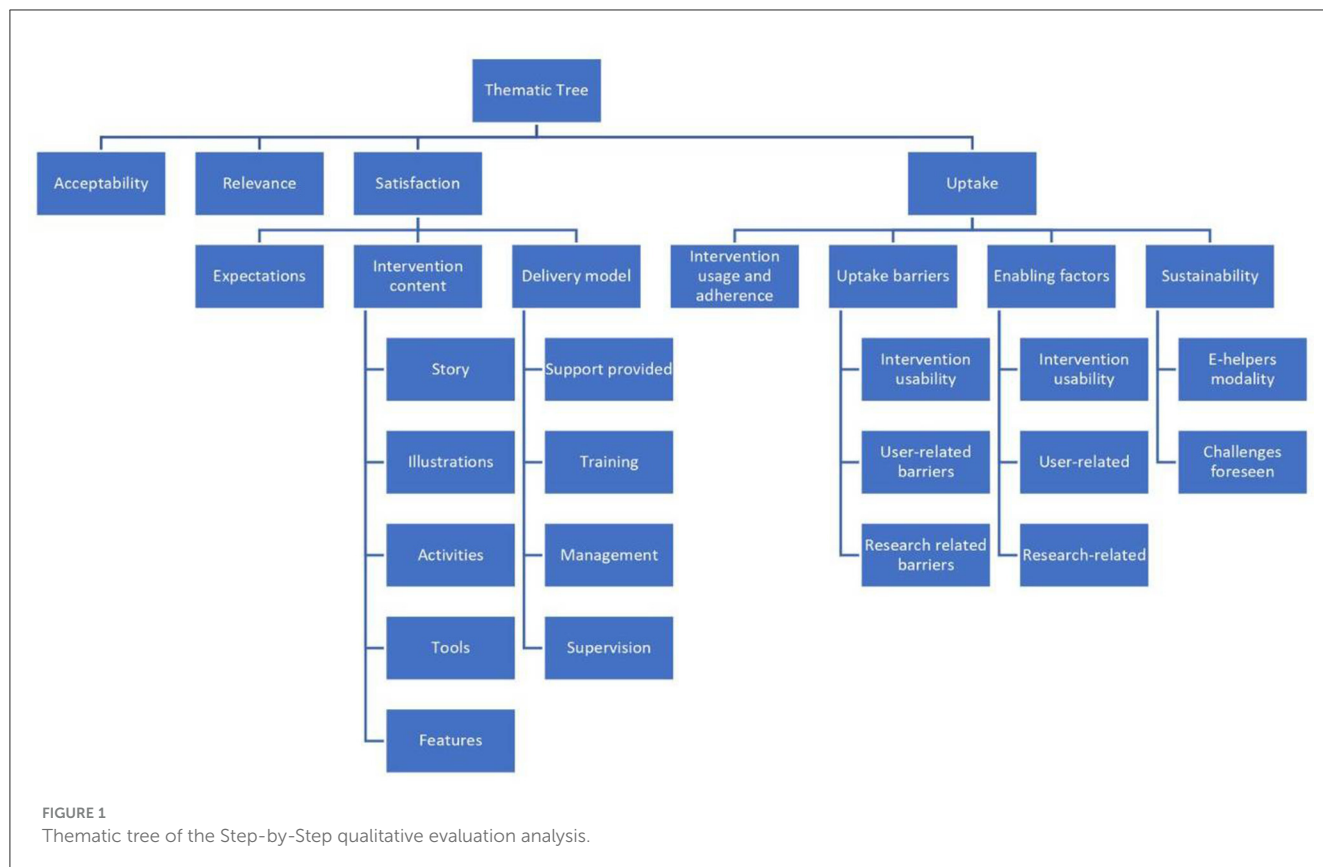 Thematic Tree
Acceptability
Relevance
Satisfaction
Uptake
Expectations
Intervention
content
Delivery model
Intervention
usage and
adherence
Uptake barriers
Enabling factors
Sustainability
Story
Support provided
Intervention
usability
Intervention
usability
E-helpers
modality
Illustrations
Training
User-related
barriers
User-related
Challenges
foreseen
Activities
Management
Research related
barriers
Research-related
Tools
Supervision
Features
FIGURE 1
Thematic tree of the Step-by-Step qualitative evaluation analysis.